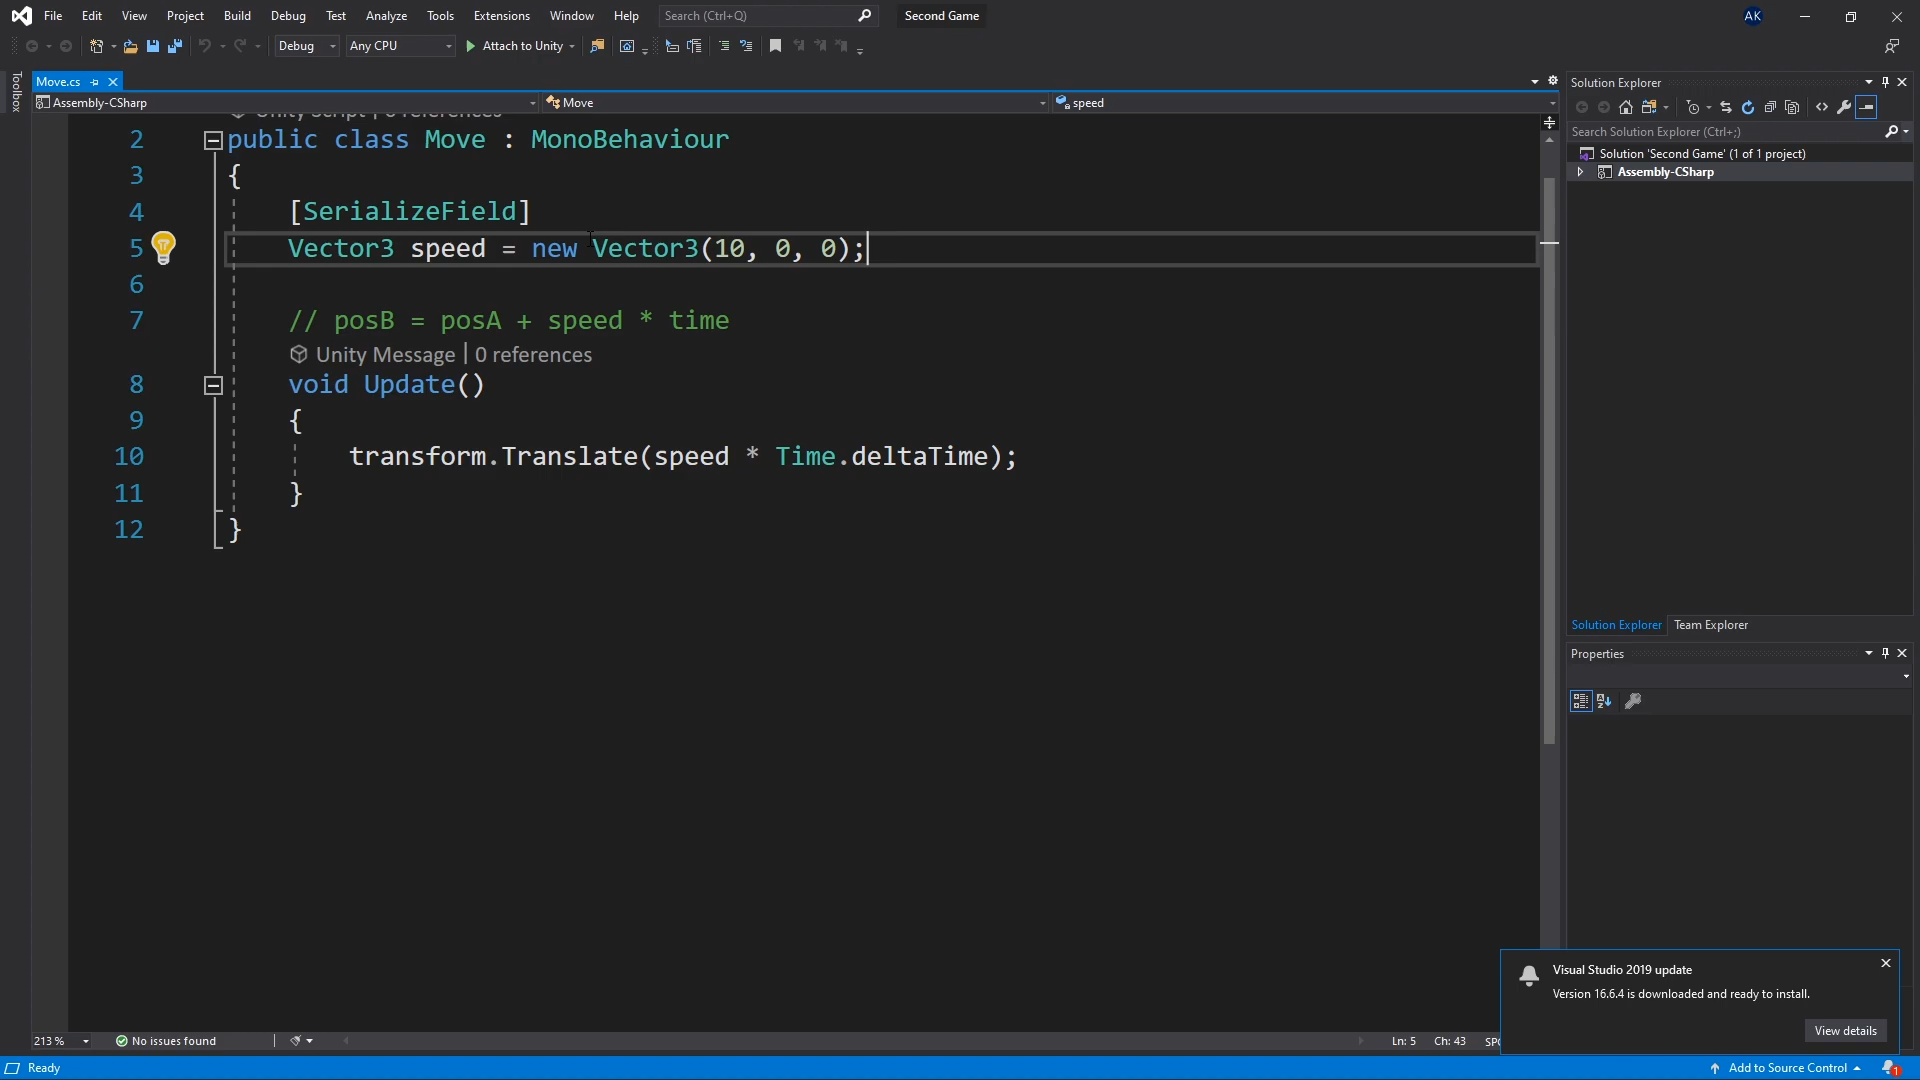 File Edit View Project Build Debug Test Analyze Tools Extensions Window Help Search (Ctrl+Q) Second Game AK
Debug Any CPU Attach to Unity
Toolbox
Move.cs
Assembly-CSharp Move speed
2 public class Move : MonoBehaviour
3 {
4 [SerializeField]
5 Vector3 speed = new Vector3(10, 0, 0);
6
7 // posB = posA + speed * time
Unity Message | 0 references
8 void Update()
9 {
10 transform.Translate(speed * Time.deltaTime);
11 }
12 }
Solution Explorer
Search Solution Explorer (Ctrl+;)
Solution 'Second Game' (1 of 1 project)
Assembly-CSharp
Solution Explorer Team Explorer
Properties
Visual Studio 2019 update
Version 16.6.4 is downloaded and ready to install.
View details
213 % No issues found Ln: 5 Ch: 43
Ready Add to Source Control 1